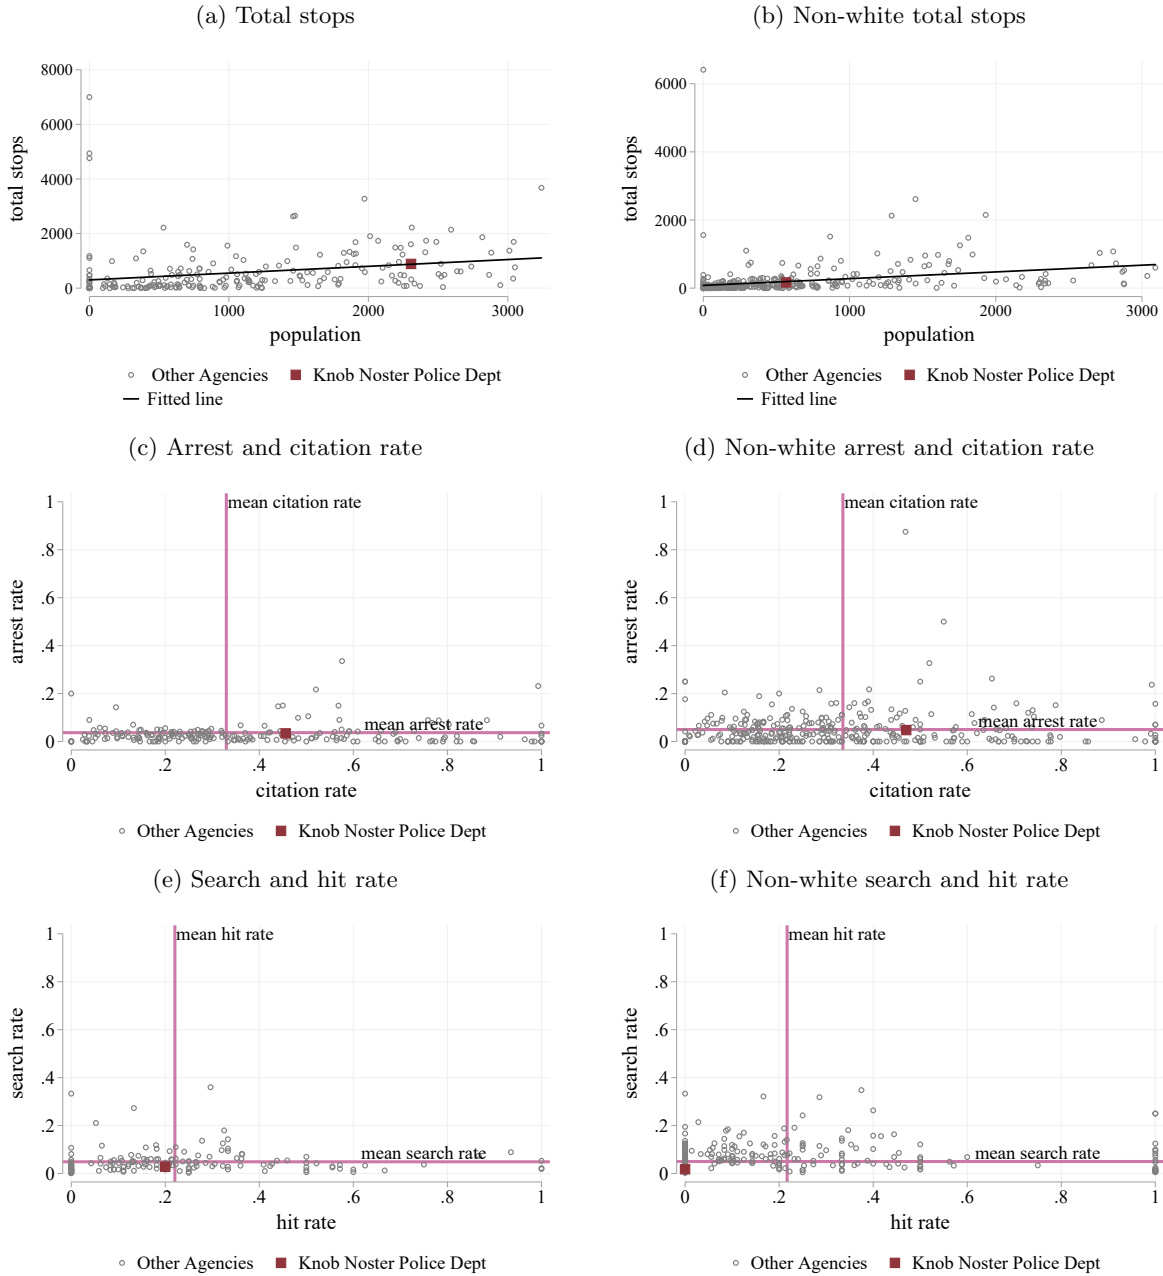 (a) Total stops
(b) Non-white total stops
total stops
8000
6000
4000
2000
0
0
1000
2000
3000
population
Other Agencies
Knob Noster Police Dept
Fitted line
total stops
6000
4000
2000
0
0
1000
2000
3000
population
Other Agencies
Knob Noster Police Dept
Fitted line
(c) Arrest and citation rate
(d) Non-white arrest and citation rate
arrest rate
1
.8
.6
.4
.2
0
mean citation rate
mean arrest rate
0
.2
.4
.6
.8
1
citation rate
Other Agencies
Knob Noster Police Dept
arrest rate
1
.8
.6
.4
.2
0
mean citation rate
mean arrest rate
0
.2
.4
.6
.8
1
citation rate
Other Agencies
Knob Noster Police Dept
(e) Search and hit rate
(f) Non-white search and hit rate
search rate
1
.8
.6
.4
.2
0
mean hit rate
mean search rate
0
.2
.4
.6
.8
1
hit rate
Other Agencies
Knob Noster Police Dept
search rate
1
.8
.6
.4
.2
0
mean hit rate
mean search rate
0
.2
.4
.6
.8
1
hit rate
Other Agencies
Knob Noster Police Dept